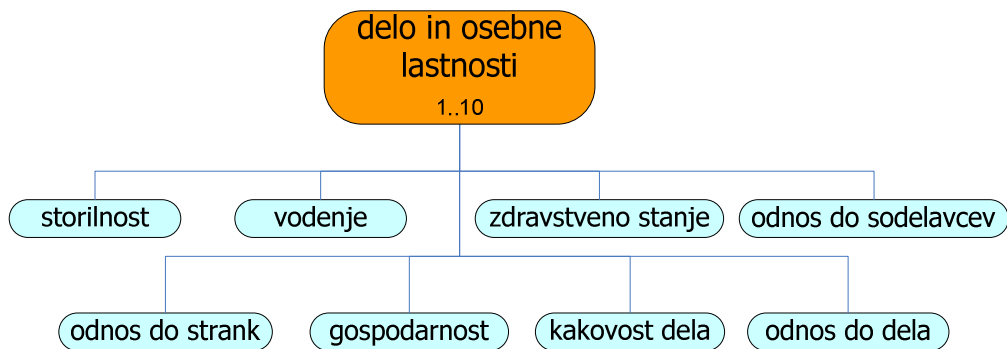 delo in osebne
lastnosti
1..10
storilnost
vodenje
zdravstveno stanje
odnos do sodelavcev
odnos do strank
gospodarnost
kakovost dela
odnos do dela